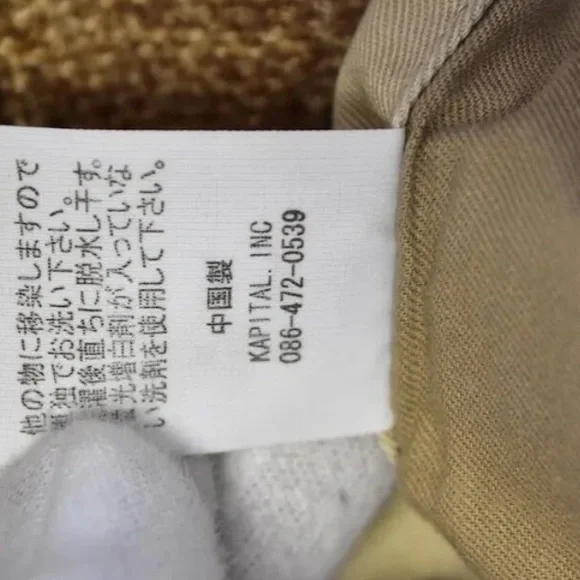 他の物に移染しますので
独でお洗い下さい。
濯後直ちに脱水し干す。
光増白剤が入っていな
い洗剤を使用して下さい。
中国製
KAPITAL.INC
086-472-0539